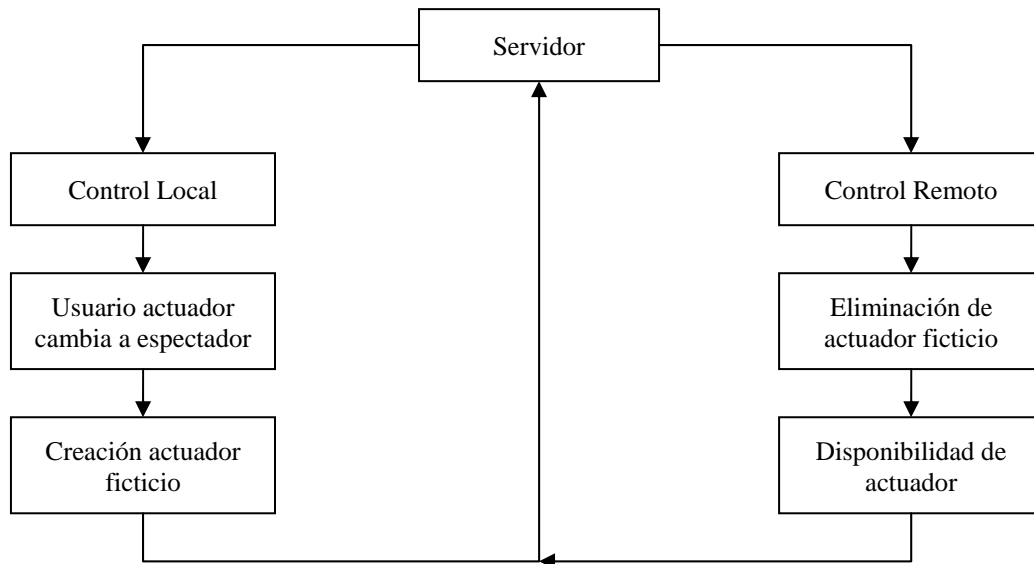 Servidor
Control Local
Control Remoto
Usuario actuador
cambia a espectador
Eliminación de
actuador ficticio
Creación actuador
ficticio
Disponibilidad de
actuador